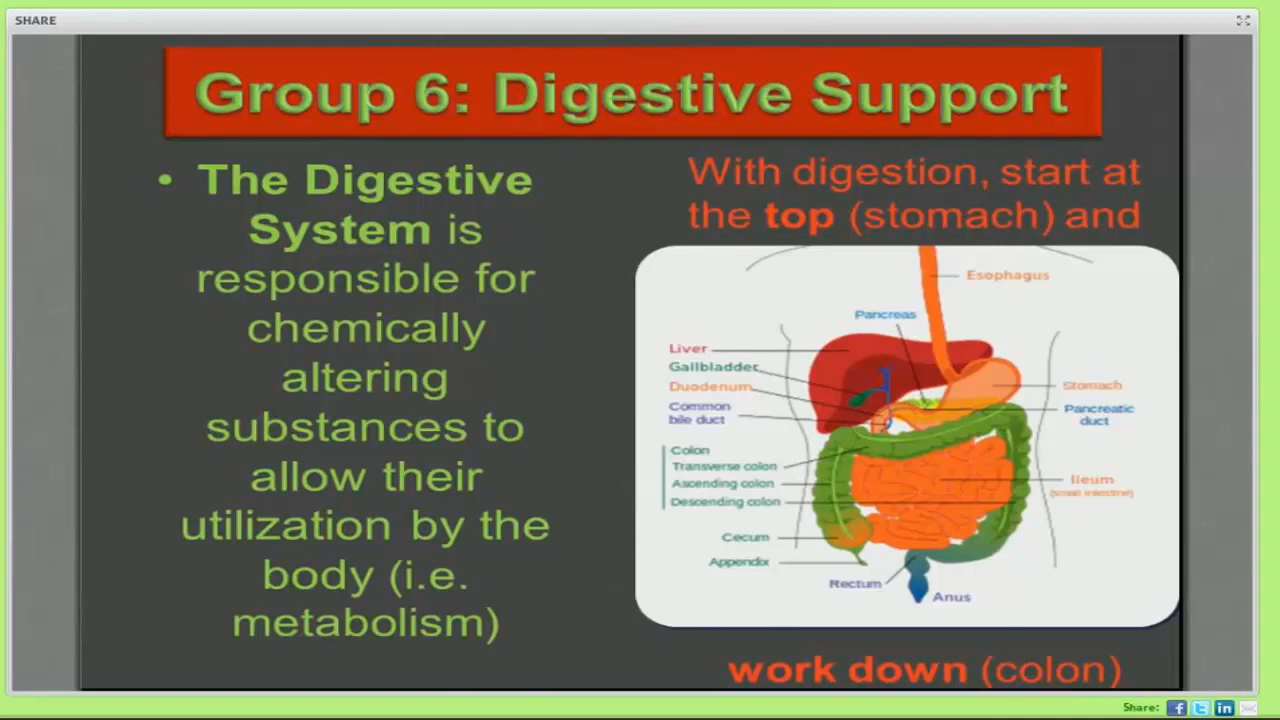 SHARE
Group 6: Digestive Support
• The Digestive
System is
responsible for
chemically
altering
substances to
allow their
utilization by the
body (i.e.
metabolism)
With digestion, start at
the top (stomach) and
Esophagus
Pancreas
Liver
Gallbladder
Duodenum
Common
bile duct
Stomach
Pancreatic
duct
Colon
Transverse colon
Ascending colon
Descending colon
Ileum
(small intestine)
Cecum
Appendix
Rectum
Anus
work down (colon)
Share: